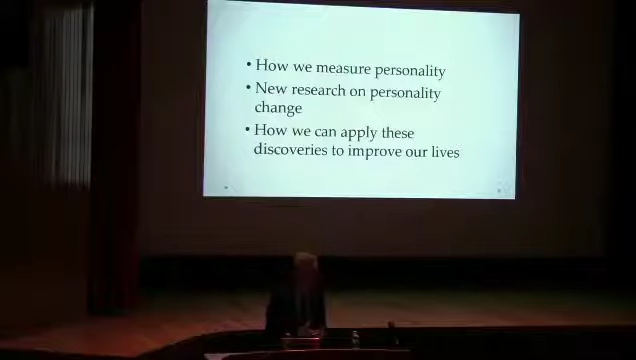 • How we measure personality
• New research on personality
change
• How we can apply these
discoveries to improve our lives